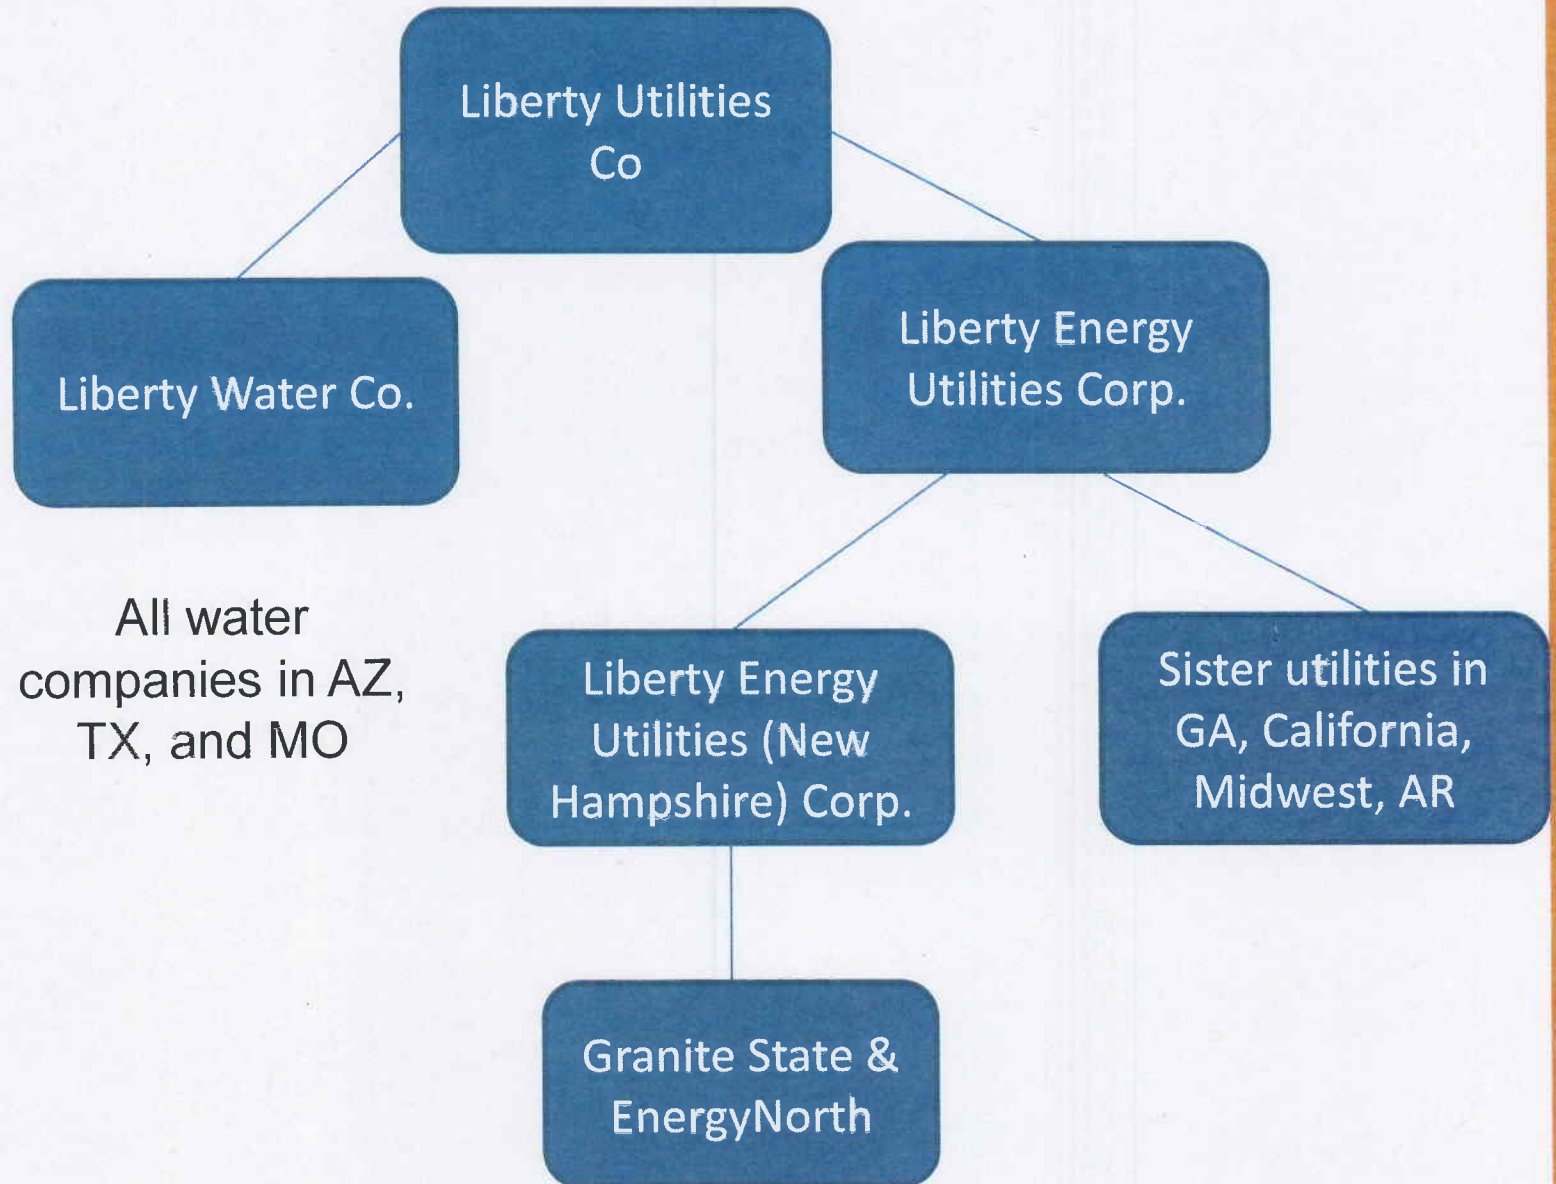 Liberty Utilities
Co
Liberty Water Co.
Liberty Energy
Utilities Corp.
All water
companies in AZ,
TX, and MO
Liberty Energy
Utilities (New
Hampshire) Corp.
Sister utilities in
GA, California,
Midwest, AR
Granite State &
EnergyNorth